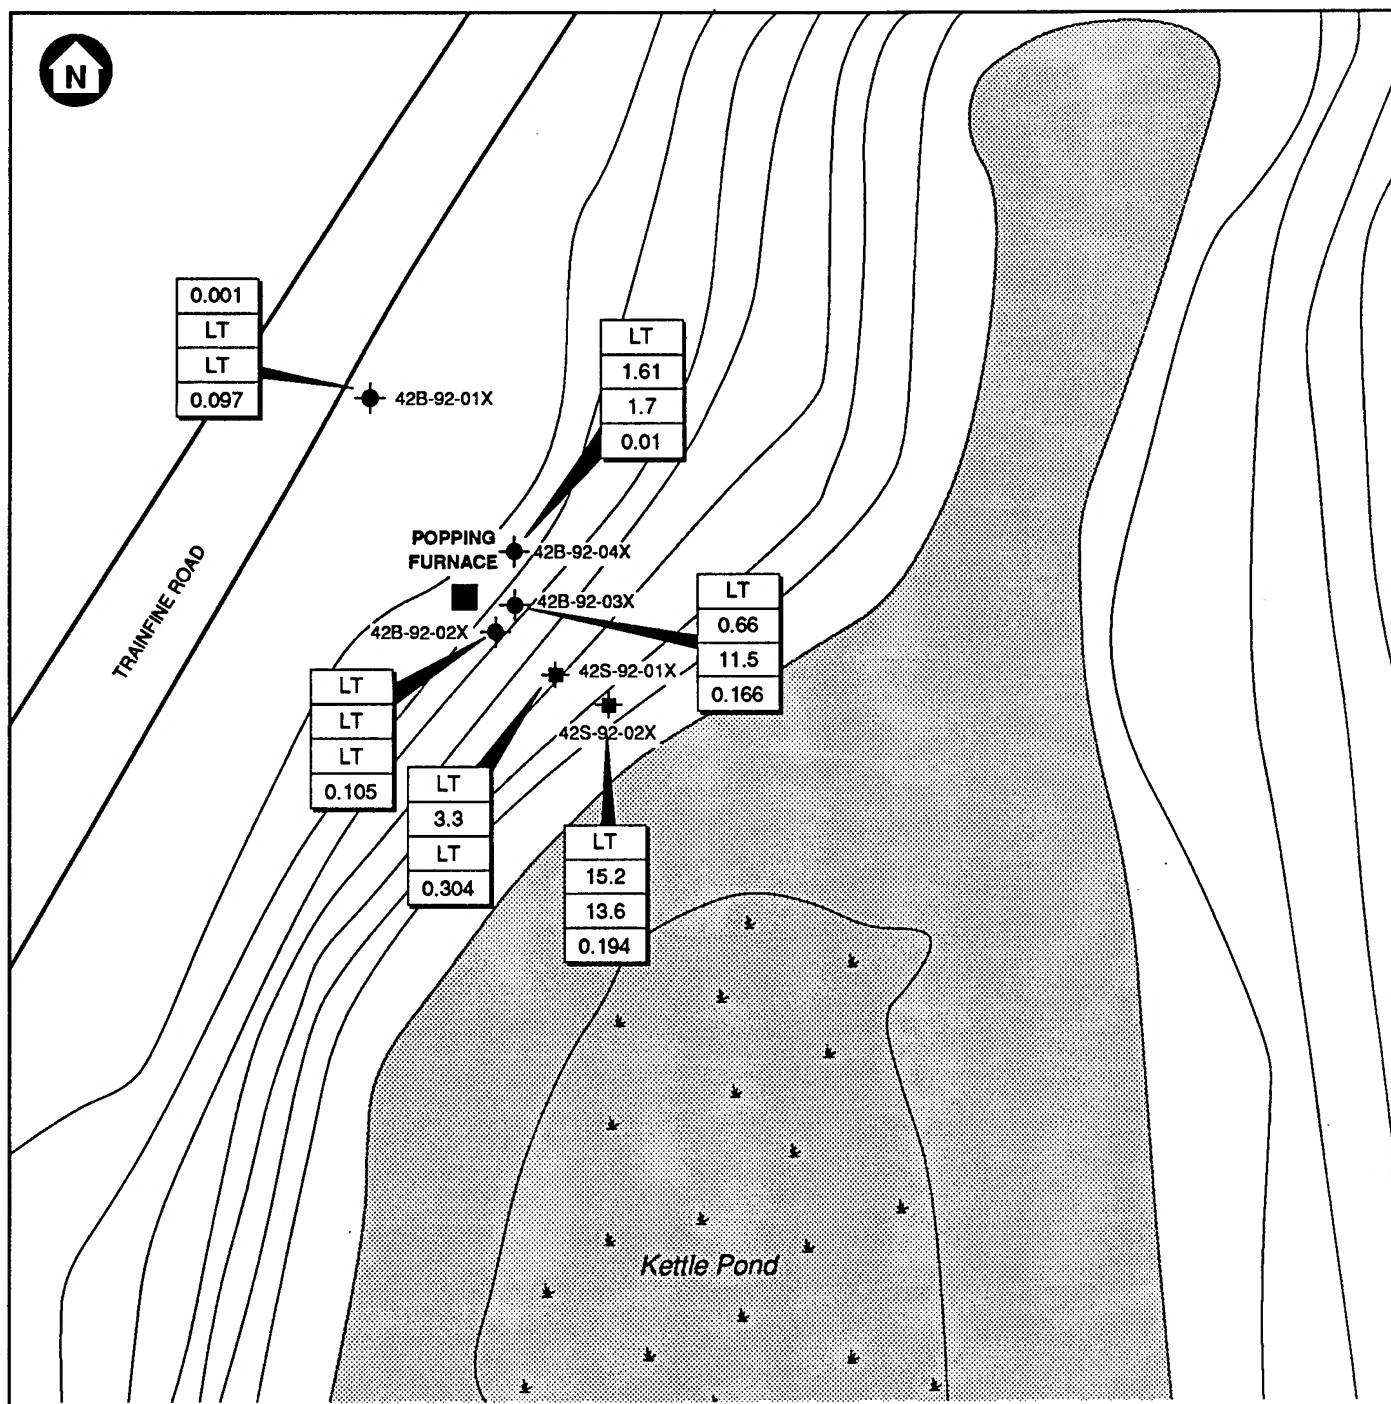 N
0.001
LT
LT
0.097
42B-92-01X
LT
1.61
1.7
0.01
POPPING
FURNACE
42B-92-04X
TRAINFINE ROAD
42B-92-03X
LT
0.66
11.5
0.166
42B-92-02X
LT
LT
LT
0.105
42S-92-01X
42S-92-02X
LT
3.3
LT
0.304
LT
15.2
13.6
0.194
Kettle Pond